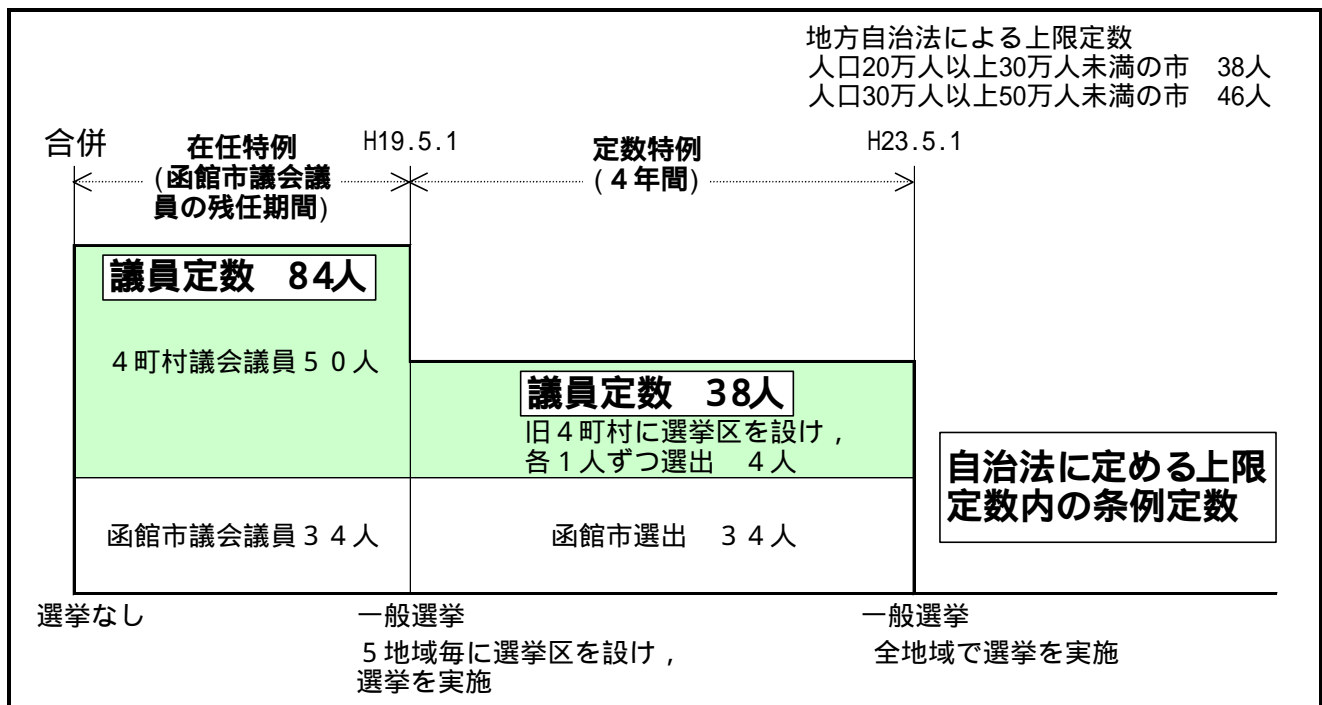 地方自治法による上限定数
人口20万人以上30万人未満の市　38人
人口30万人以上50万人未満の市　46人
合併
在任特例
(函館市議会議
員の残任期間)
H19.5.1
定数特例
(４年間)
H23.5.1
議員定数　８４人
４町村議会議員５０人
函館市議会議員３４人
議員定数　３８人
旧４町村に選挙区を設け，
各１人ずつ選出　４人
函館市選出　３４人
自治法に定める上限
定数内の条例定数
選挙なし
一般選挙
５地域毎に選挙区を設け，
選挙を実施
一般選挙
全地域で選挙を実施